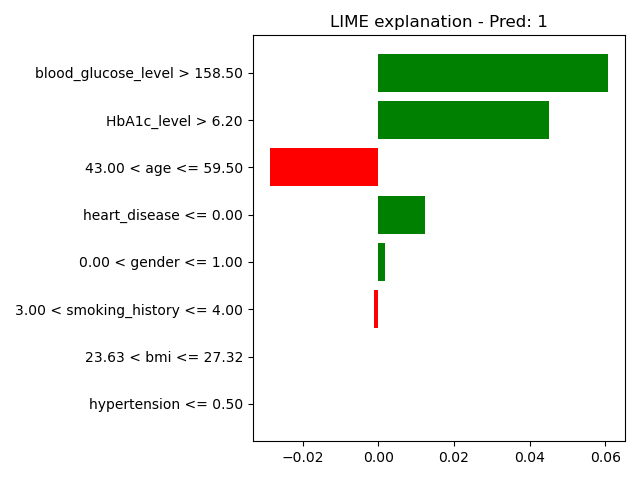 LIME explanation - Pred: 1
blood_glucose_level > 158.50
HbA1c_level > 6.20
43.00 < age <= 59.50
heart_disease <= 0.00
0.00 < gender <= 1.00
3.00 < smoking_history <= 4.00
23.63 < bmi <= 27.32
hypertension <= 0.50
−0.02 0.00 0.02 0.04 0.06